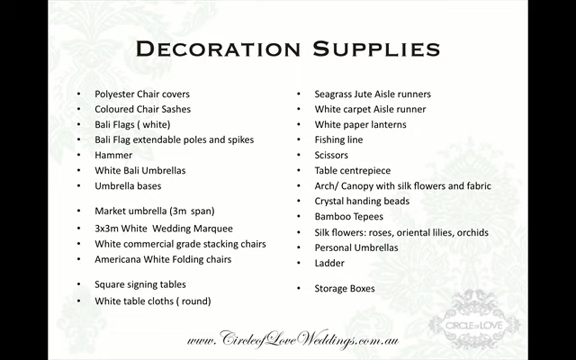 DECORATION SUPPLIES
• Polyester Chair covers
• Coloured Chair Sashes
• Bali Flags ( white)
• Bali Flag extendable poles and spikes
• Hammer
• White Bali Umbrellas
• Umbrella bases
• Market umbrella (3m span)
• 3x3m White Wedding Marquee
• White commercial grade stacking chairs
• Americana White Folding chairs
• Square signing tables
• White table cloths ( round)
• Seagrass Jute Aisle runners
• White carpet Aisle runner
• White paper lanterns
• Fishing line
• Scissors
• Table centrepiece
• Arch/ Canopy with silk flowers and fabric
• Crystal handing beads
• Bamboo Tepees
• Silk flowers: roses, oriental lilies, orchids
• Personal Umbrellas
• Ladder
• Storage Boxes
CIRCLE of LOVE
www.CircleofLoveWeddings.com.au